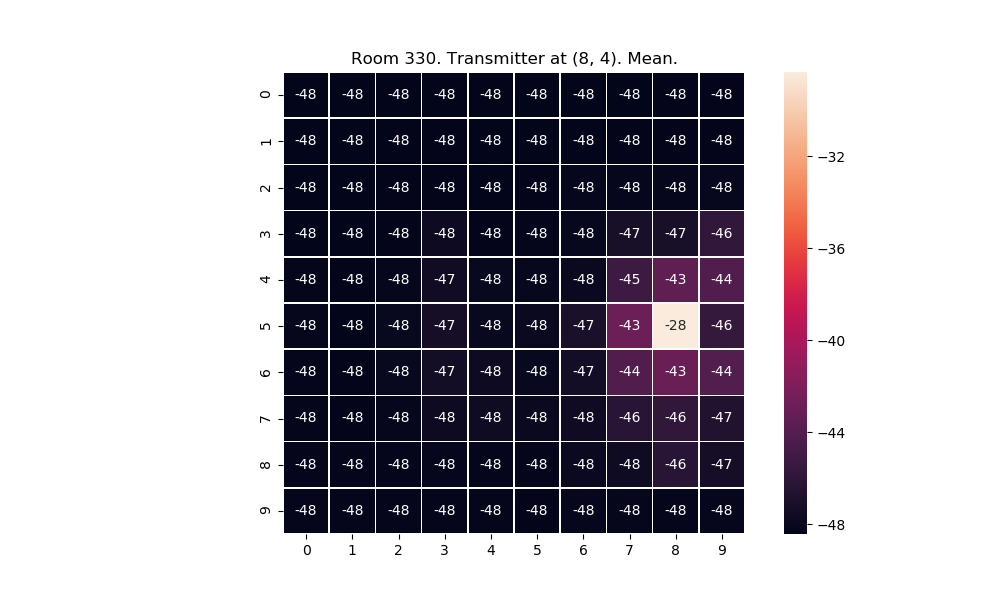 Room 330. Transmitter at (8, 4). Mean.
0 -48 -48 -48 -48 -48 -48 -48 -48 -48 -48
1 -48 -48 -48 -48 -48 -48 -48 -48 -48 -48
−32
2 -48 -48 -48 -48 -48 -48 -48 -48 -48 -48
3 -48 -48 -48 -48 -48 -48 -48 -47 -47 -46
−36
4 -48 -48 -48 -47 -48 -48 -48 -45 -43 -44
5 -48 -48 -48 -47 -48 -48 -47 -43 -28 -46
−40
6 -48 -48 -48 -47 -48 -48 -47 -44 -43 -44
7 -48 -48 -48 -48 -48 -48 -48 -46 -46 -47
−44
8 -48 -48 -48 -48 -48 -48 -48 -48 -46 -47
9 -48 -48 -48 -48 -48 -48 -48 -48 -48 -48
−48
0 1 2 3 4 5 6 7 8 9